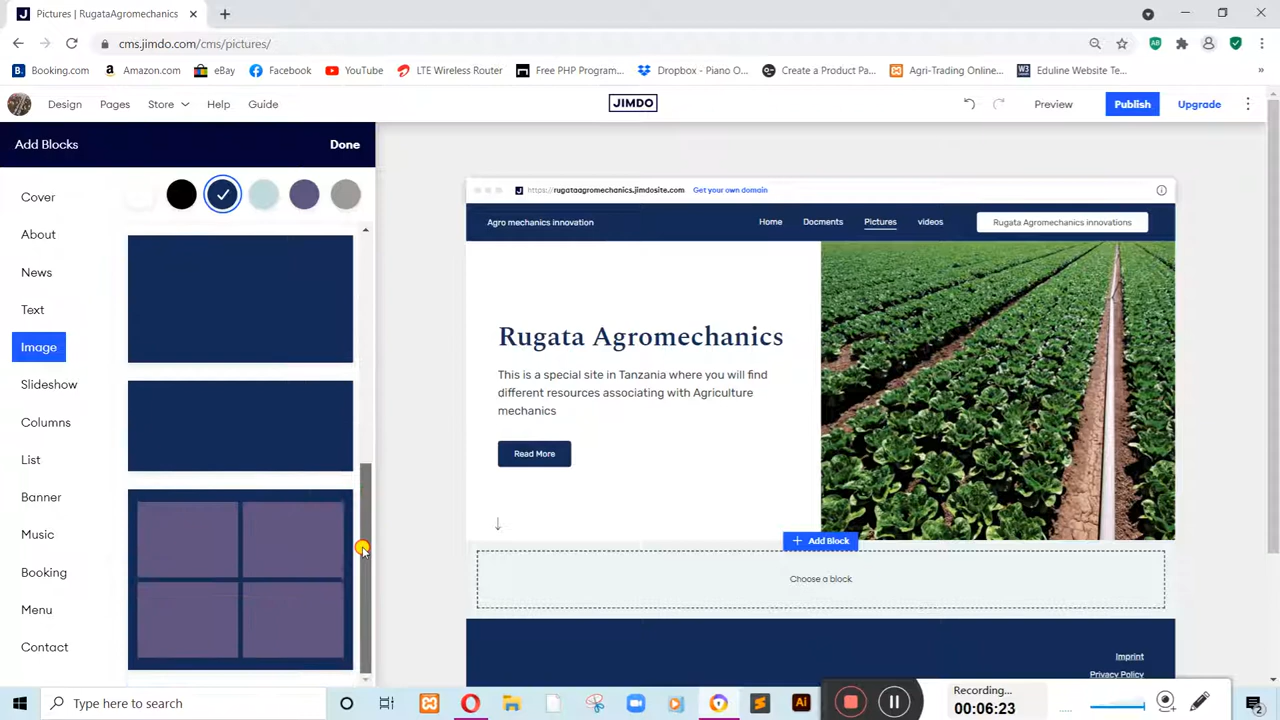 Pictures | RugataAgromechanics
cms.jimdo.com/cms/pictures/
Booking.com
Amazon.com
eBay
Facebook
YouTube
LTE Wireless Router
Free PHP Program...
Dropbox - Piano O...
Create a Product Pa...
Agri-Trading Online...
Eduline Website Te...
Design
Pages
Store
Help
Guide
JIMDO
Preview
Publish
Upgrade
Add Blocks
Done
Cover
About
News
Text
Image
Slideshow
Columns
List
Banner
Music
Booking
Menu
Contact
https://rugataagromechanics.jimdosite.com Get your own domain
Agro mechanics innovation
Home
Docments
Pictures
videos
Rugata Agromechanics innovations
Rugata Agromechanics
This is a special site in Tanzania where you will find
different resources associating with Agriculture
mechanics
Read More
Add Block
Choose a block
Imprint
Privacy Policy
Type here to search
Recording...
00:06:23